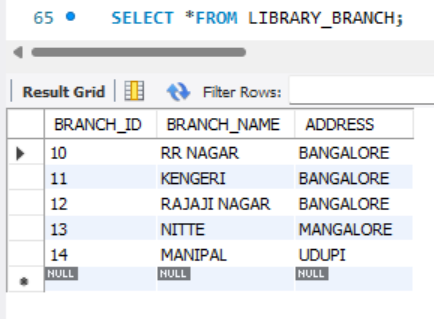 65 SELECT *FROM LIBRARY_BRANCH;
Result Grid Filter Rows:
BRANCH_ID BRANCH_NAME ADDRESS
10 RR NAGAR BANGALORE
11 KENGERI BANGALORE
12 RAJAJI NAGAR BANGALORE
13 NITTE MANGALORE
14 MANIPAL UDUPI
NULL NULL NULL